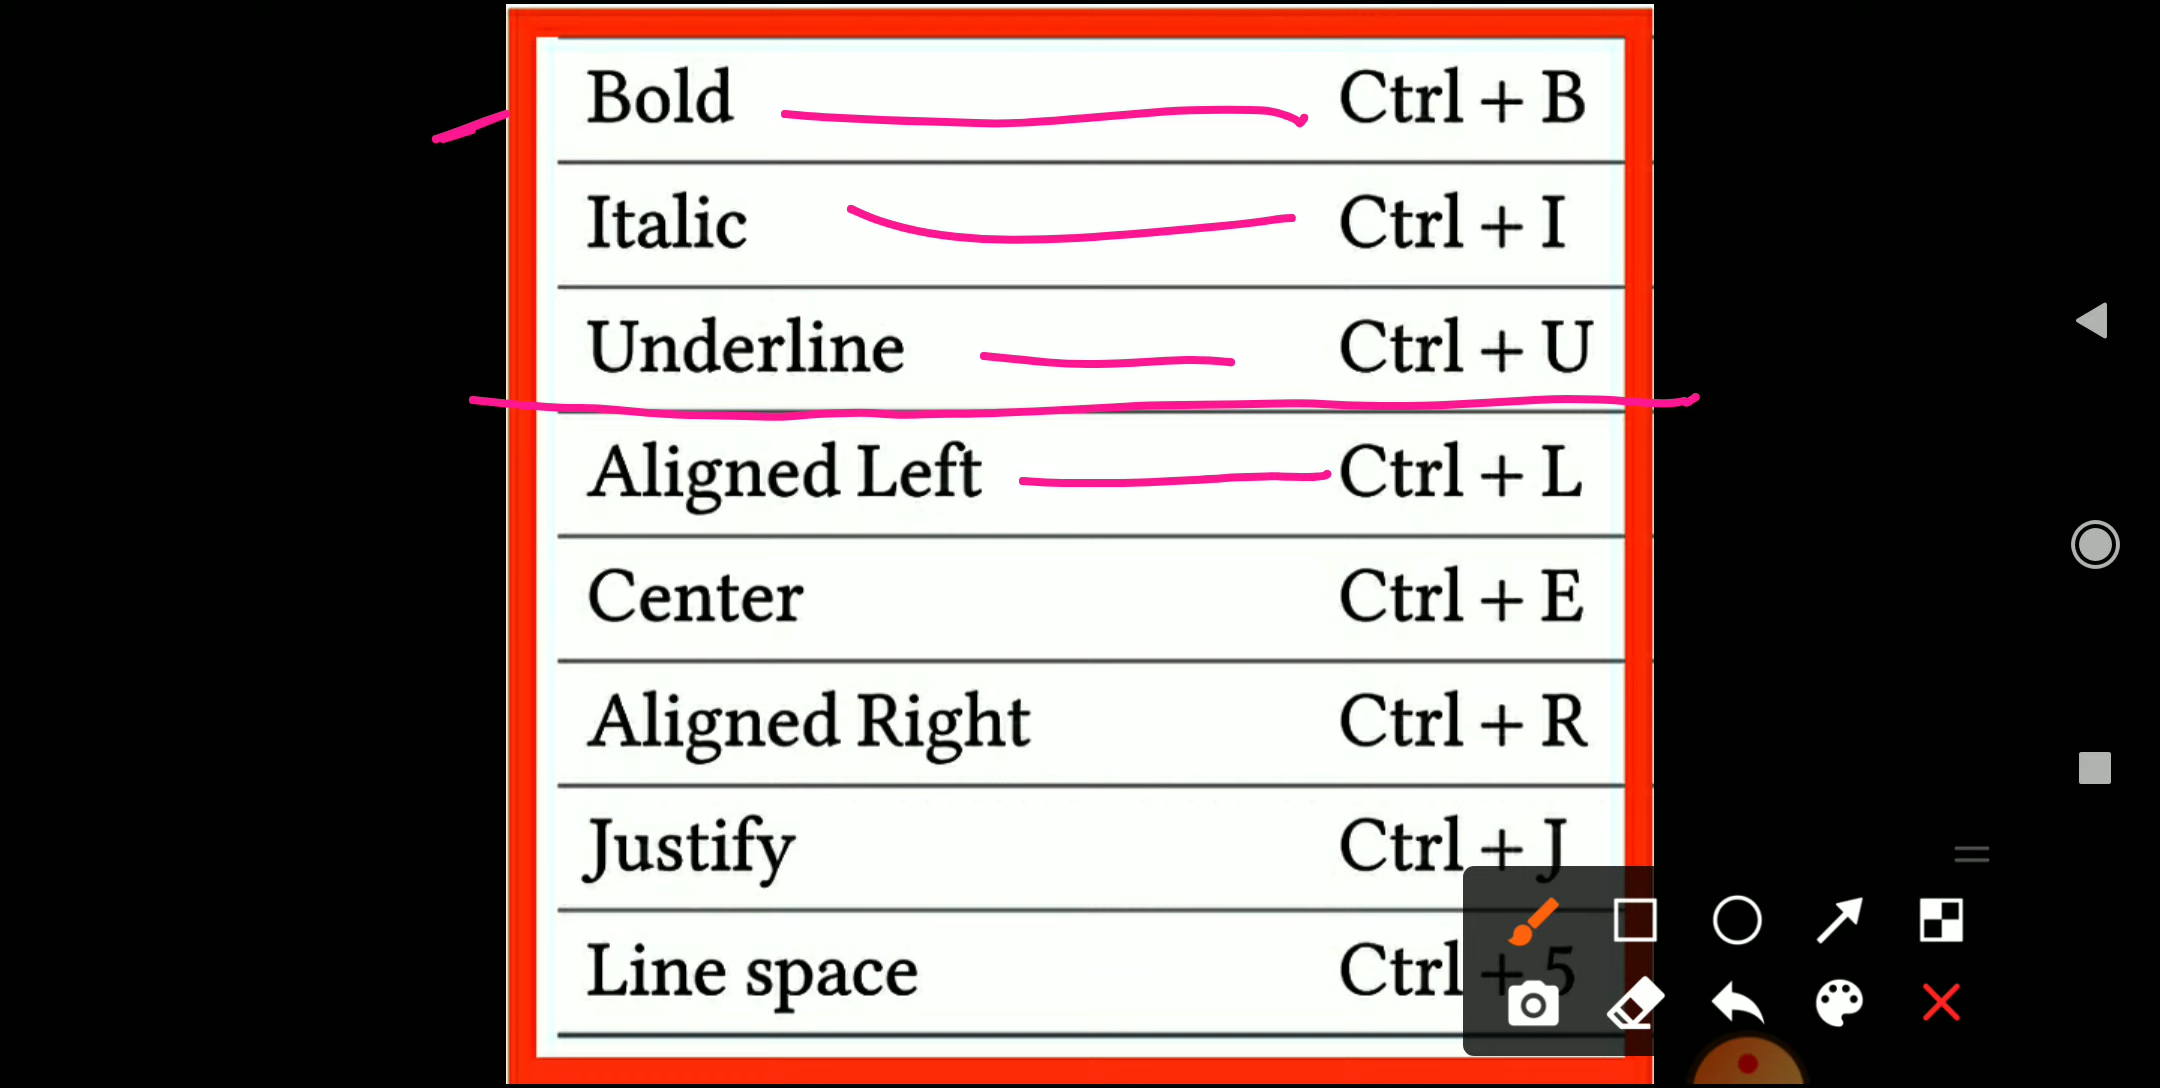 Bold Ctrl + B
Italic Ctrl + I
Underline Ctrl + U
Aligned Left Ctrl + L
Center Ctrl + E
Aligned Right Ctrl + R
Justify Ctrl + J
Line space Ctrl + 5